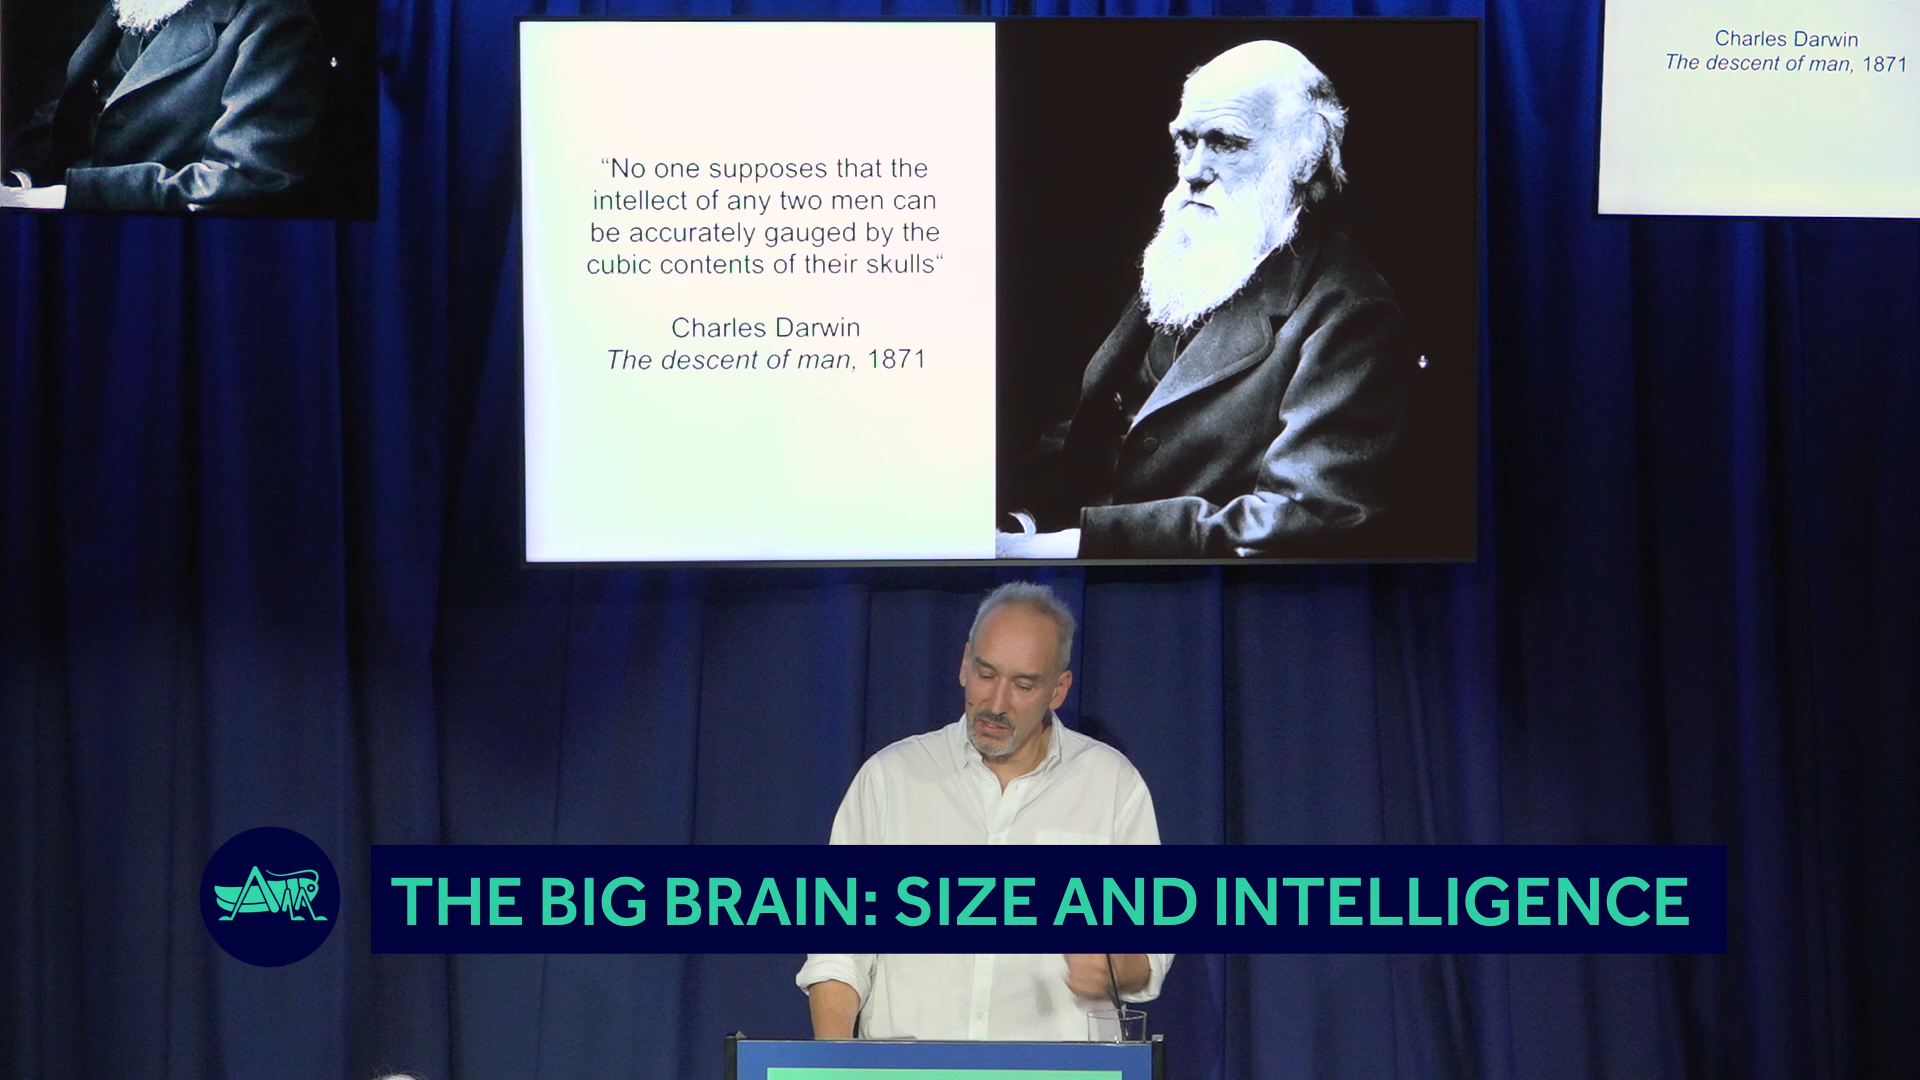 “No one supposes that the
intellect of any two men can
be accurately gauged by the
cubic contents of their skulls“
Charles Darwin
The descent of man, 1871
Charles Darwin
The descent of man, 1871
THE BIG BRAIN: SIZE AND INTELLIGENCE